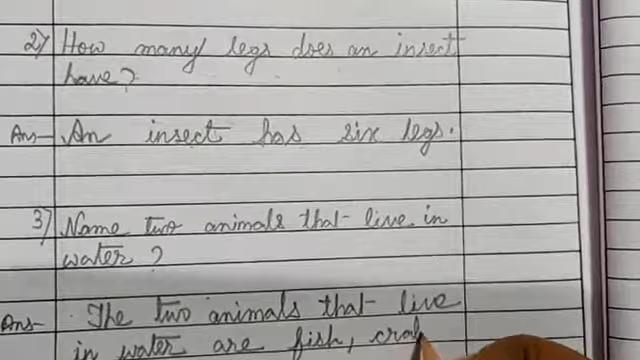 2) How many legs does an insect
have?
Ans- An insect has six legs.
3) Name two animals that live in
water?
Ans- The two animals that live
in water are fish, crab